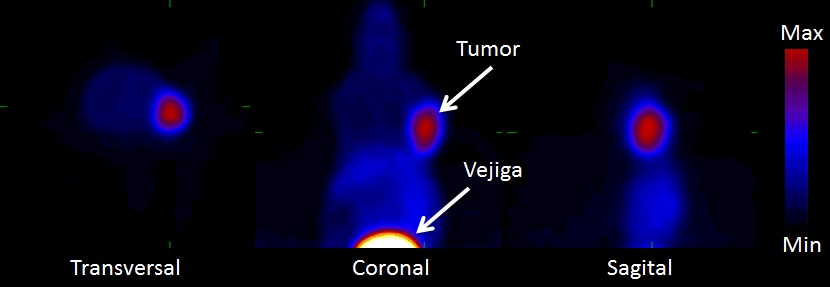 Max
Tumor
Vejiga
Min
Transversal
Coronal
Sagital